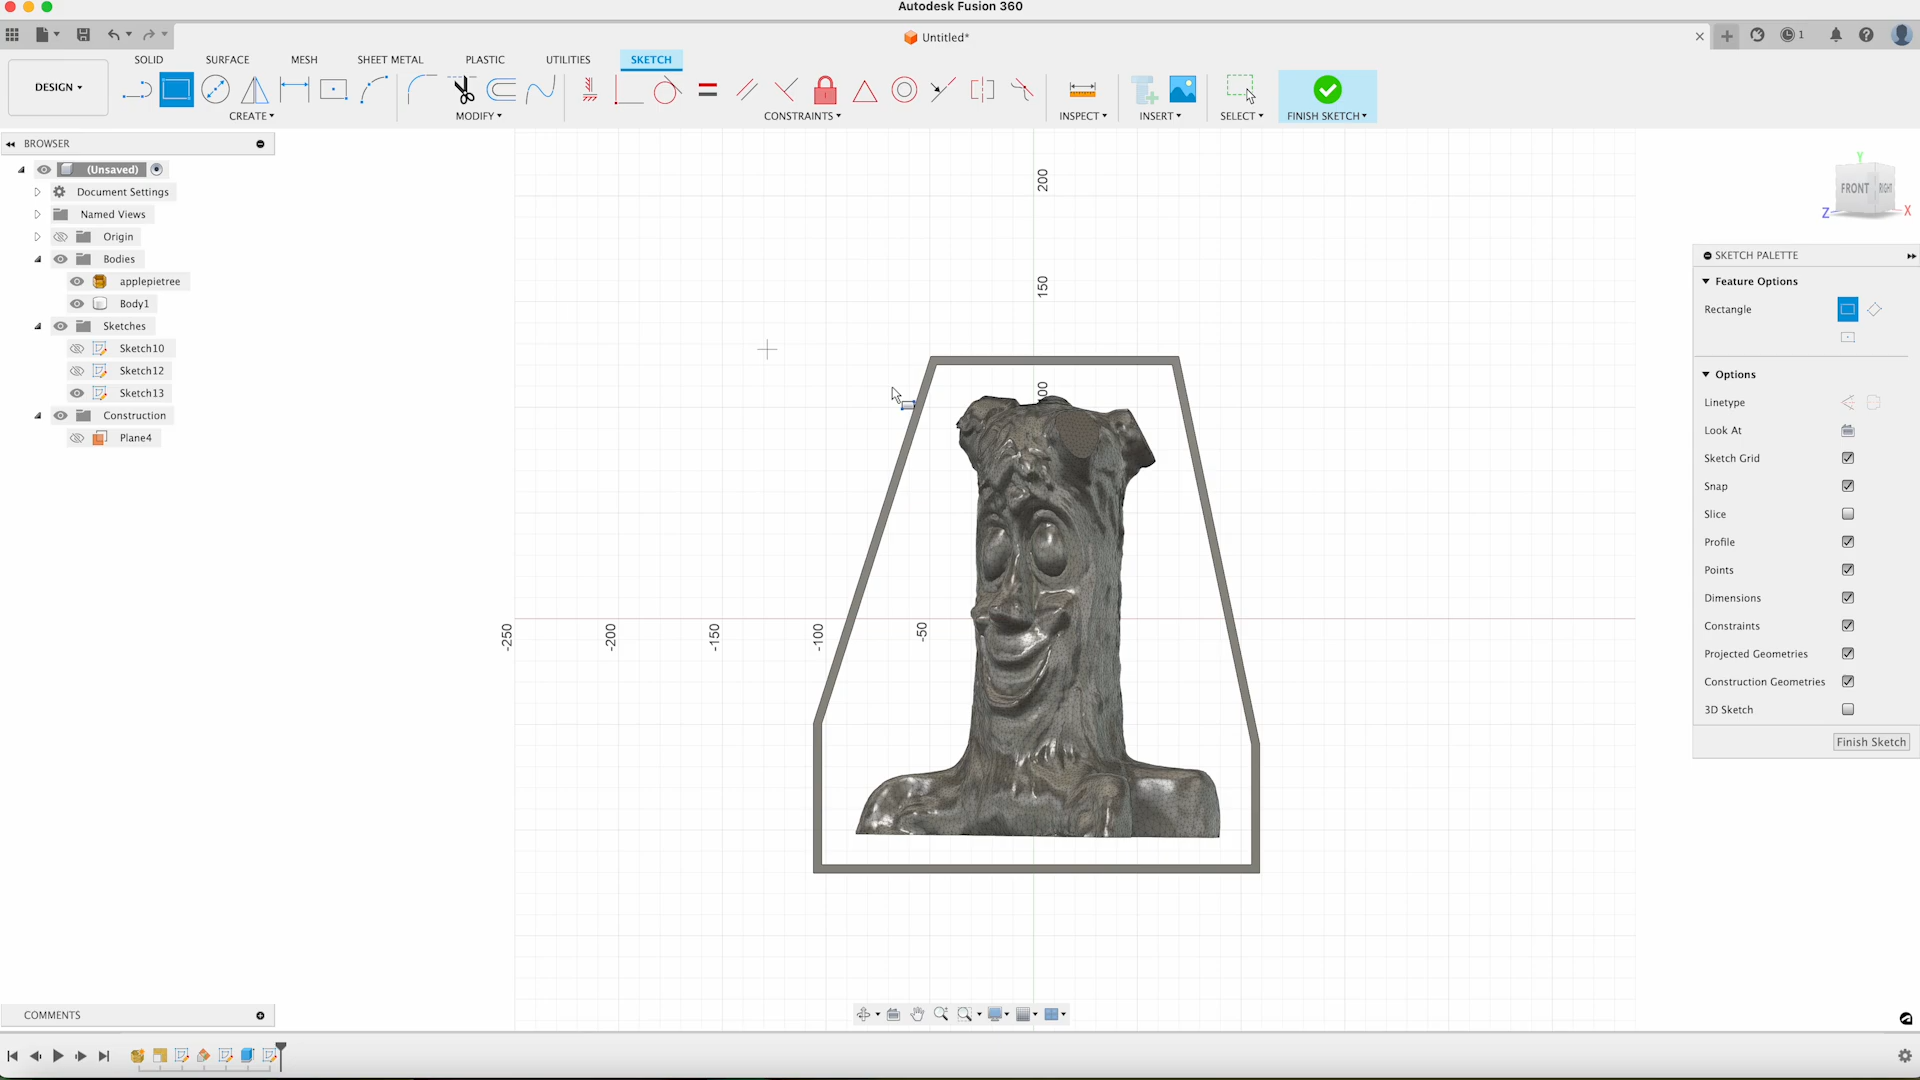 Autodesk Fusion 360
Untitled*
1
DESIGN
SOLID
SURFACE
MESH
SHEET METAL
PLASTIC
UTILITIES
SKETCH
CREATE
MODIFY
CONSTRAINTS
INSPECT
INSERT
SELECT
FINISH SKETCH
BROWSER
(Unsaved)
Document Settings
Named Views
Origin
Bodies
applepietree
Body1
Sketches
Sketch10
Sketch12
Sketch13
Construction
Plane4
200
150
00
-250
-200
-150
-100
-50
Y
FRONT
RIGHT
Z
X
SKETCH PALETTE
Feature Options
Rectangle
Options
Linetype
Look At
Sketch Grid
Snap
Slice
Profile
Points
Dimensions
Constraints
Projected Geometries
Construction Geometries
3D Sketch
Finish Sketch
COMMENTS